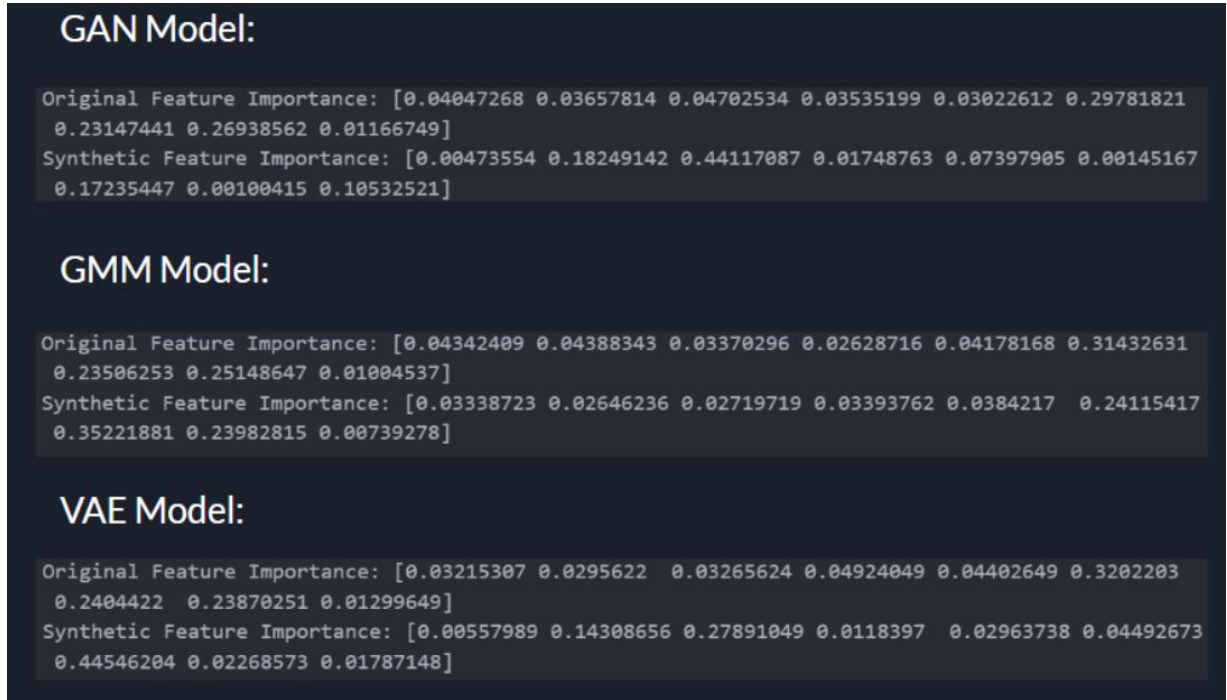 GAN Model:
Original Feature Importance: [0.04047268 0.03657814 0.04702534 0.03535199 0.03022612 0.29781821
0.23147441 0.26938562 0.01166749]
Synthetic Feature Importance: [0.00473554 0.18249142 0.44117087 0.01748763 0.07397905 0.00145167
0.17235447 0.00100415 0.10532521]
GMM Model:
Original Feature Importance: [0.04342409 0.04388343 0.03370296 0.02628716 0.04178168 0.31432631
0.23506253 0.25148647 0.01004537]
Synthetic Feature Importance: [0.03338723 0.02646236 0.02719719 0.03393762 0.0384217  0.24115417
0.35221881 0.23982815 0.00739278]
VAE Model:
Original Feature Importance: [0.03215307 0.0295622  0.03265624 0.04924049 0.04402649 0.3202203
0.2404422  0.23870251 0.01299649]
Synthetic Feature Importance: [0.00557989 0.14308656 0.27891049 0.0118397  0.02963738 0.04492673
0.44546204 0.02268573 0.01787148]